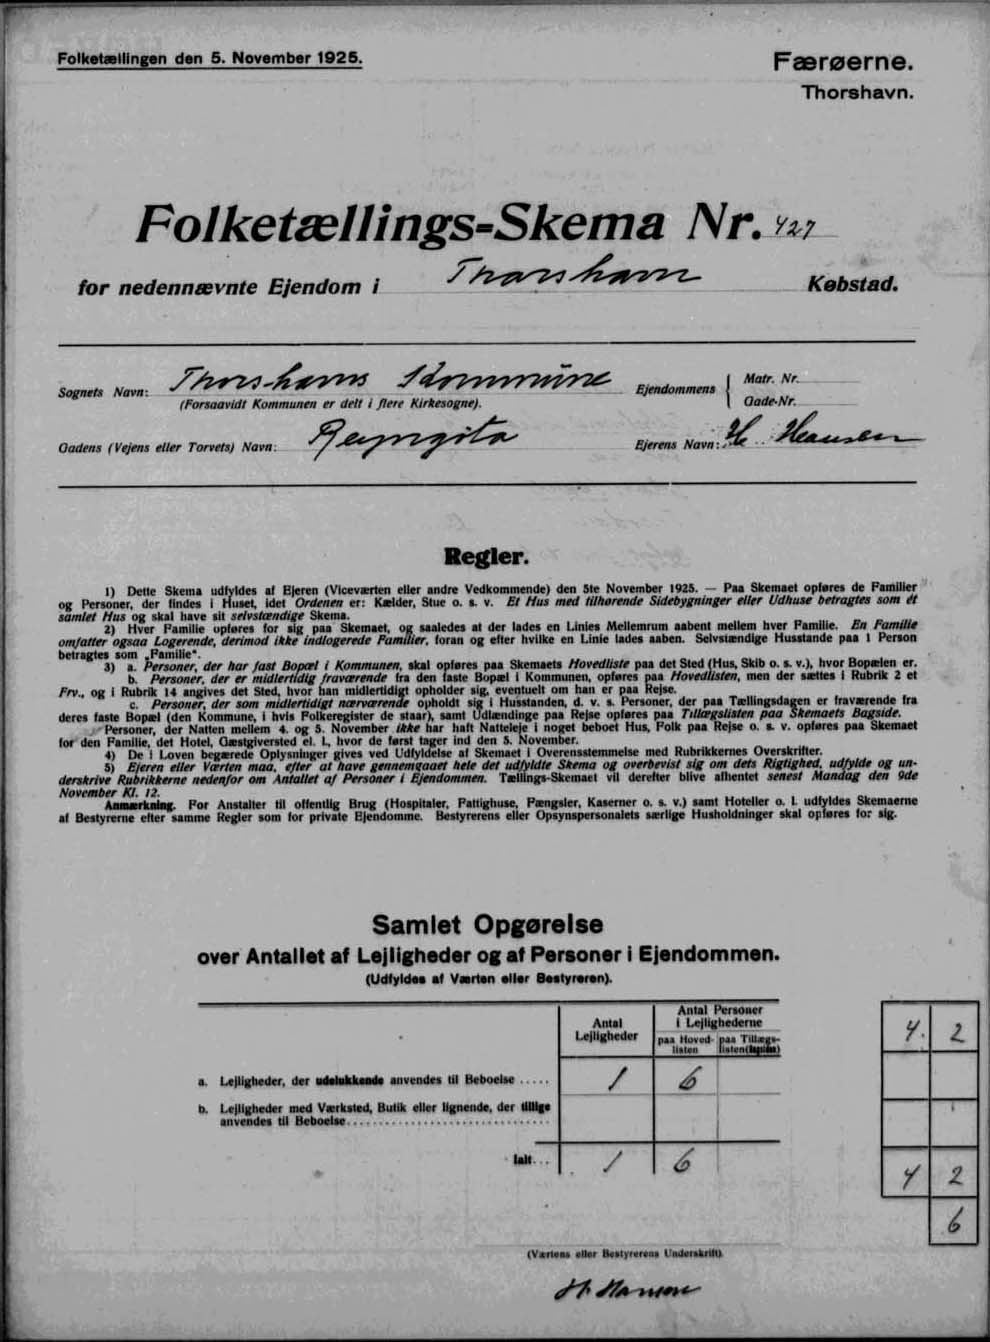 Folketællingen den 5. November 1925.
Færøerne.
Thorshavn.
Folketællings-Skema Nr. 427
for nedennævnte Ejendom i Thorshavn Købstad.
Sognets Navn: Thorshavns Kommune
(Forsaavidt Kommunen er delt i flere Kirkesogne).
Ejendommens { Matr. Nr.
Gade-Nr.
Gadens (Vejens eller Torvets) Navn: Reyngøta
Ejerens Navn: H. Hansen
Regler.
1) Dette Skema udfyldes af Ejeren (Viceværten eller andre Vedkommende) den 5te November 1925. — Paa Skemaet opføres de Familier
og Personer, der findes i Huset, idet Ordenen er: Kælder, Stue o. s. v. Et Hus med tilhørende Sidebygninger eller Udhuse betragtes som ét
samlet Hus og skal have sit selvstændige Skema.
2) Hver Familie opføres for sig paa Skemaet, og saaledes at der lades en Linies Mellemrum aabent mellem hver Familie. En Familie
omfatter ogsaa Logerende, derimod ikke indlogerede Familier, foran og efter hvilke en Linie lades aaben. Selvstændige Husstande paa 1 Person
betragtes som „Familie“.
3) a. Personer, der har fast Bopæl i Kommunen, skal opføres paa Skemaets Hovedliste paa det Sted (Hus, Skib o. s. v.), hvor Bopælen er.
b. Personer, der er midlertidig fraværende fra den faste Bopæl i Kommunen, opføres paa Hovedlisten, men der sættes i Rubrik 2 et
Frv., og i Rubrik 14 angives det Sted, hvor han midlertidigt opholder sig, eventuelt om han er paa Rejse.
c. Personer, der som midlertidigt nærværende opholdt sig i Husstanden, d. v. s. Personer, der paa Tællingsdagen er fraværende fra
deres faste Bopæl (den Kommune, i hvis Folkeregister de staar), samt Udlændinge paa Rejse opføres paa Tillægslisten paa Skemaets Bagside.
Personer, der Natten mellem 4. og 5. November ikke har haft Natteleje i noget beboet Hus, Folk paa Rejse o. s. v. opføres paa Skemaet
for den Familie, det Hotel, Gæstgiversted el. l., hvor de først tager ind den 5. November.
4) De i Loven begærede Oplysninger gives ved Udfyldelse af Skemaet i Overensstemmelse med Rubrikkernes Overskrifter.
5) Ejeren eller Værten maa, efter at have gennemgaaet hele det udfyldte Skema og overbevist sig om dets Rigtighed, udfylde og un-
derskrive Rubrikkerne nedenfor om Antallet af Personer i Ejendommen. Tællings-Skemaet vil derefter blive afhentet senest Mandag den 9de
November Kl. 12.
Anmærkning. For Anstalter til offentlig Brug (Hospitaler, Fattighuse, Fængsler, Kaserner o. s. v.) samt Hoteller o. l. udfyldes Skemaerne
af Bestyrerne efter samme Regler som for private Ejendomme. Bestyrerens eller Opsynspersonalets særlige Husholdninger skal opføres for sig.
Samlet Opgørelse
over Antallet af Lejligheder og af Personer i Ejendommen.
(Udfyldes af Værten eller Bestyreren).
Antal
Lejligheder
Antal Personer
i Lejlighederne
paa Hoved-
listen
paa Tillægs-
listen
4. 2
a. Lejligheder, der udelukkende anvendes til Beboelse ..... 1 6
b. Lejligheder med Værksted, Butik eller lignende, der tillige
anvendes til Beboelse
Ialt... 1 6
4 2
6
(Værtens eller Bestyrerens Underskrift)
H. Hansen